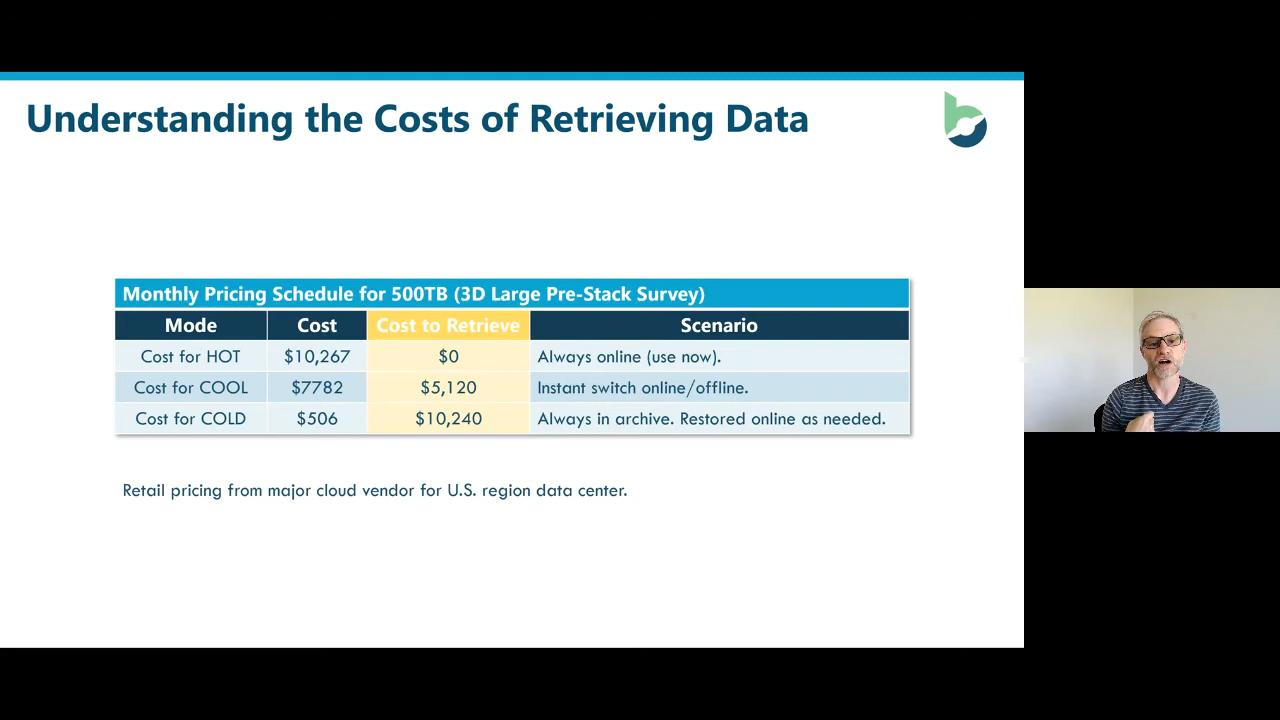 Understanding the Costs of Retrieving Data
Monthly Pricing Schedule for 500TB (3D Large Pre-Stack Survey)
Mode Cost Cost to Retrieve Scenario
Cost for HOT $10,267 $0 Always online (use now).
Cost for COOL $7782 $5,120 Instant switch online/offline.
Cost for COLD $506 $10,240 Always in archive. Restored online as needed.
Retail pricing from major cloud vendor for U.S. region data center.